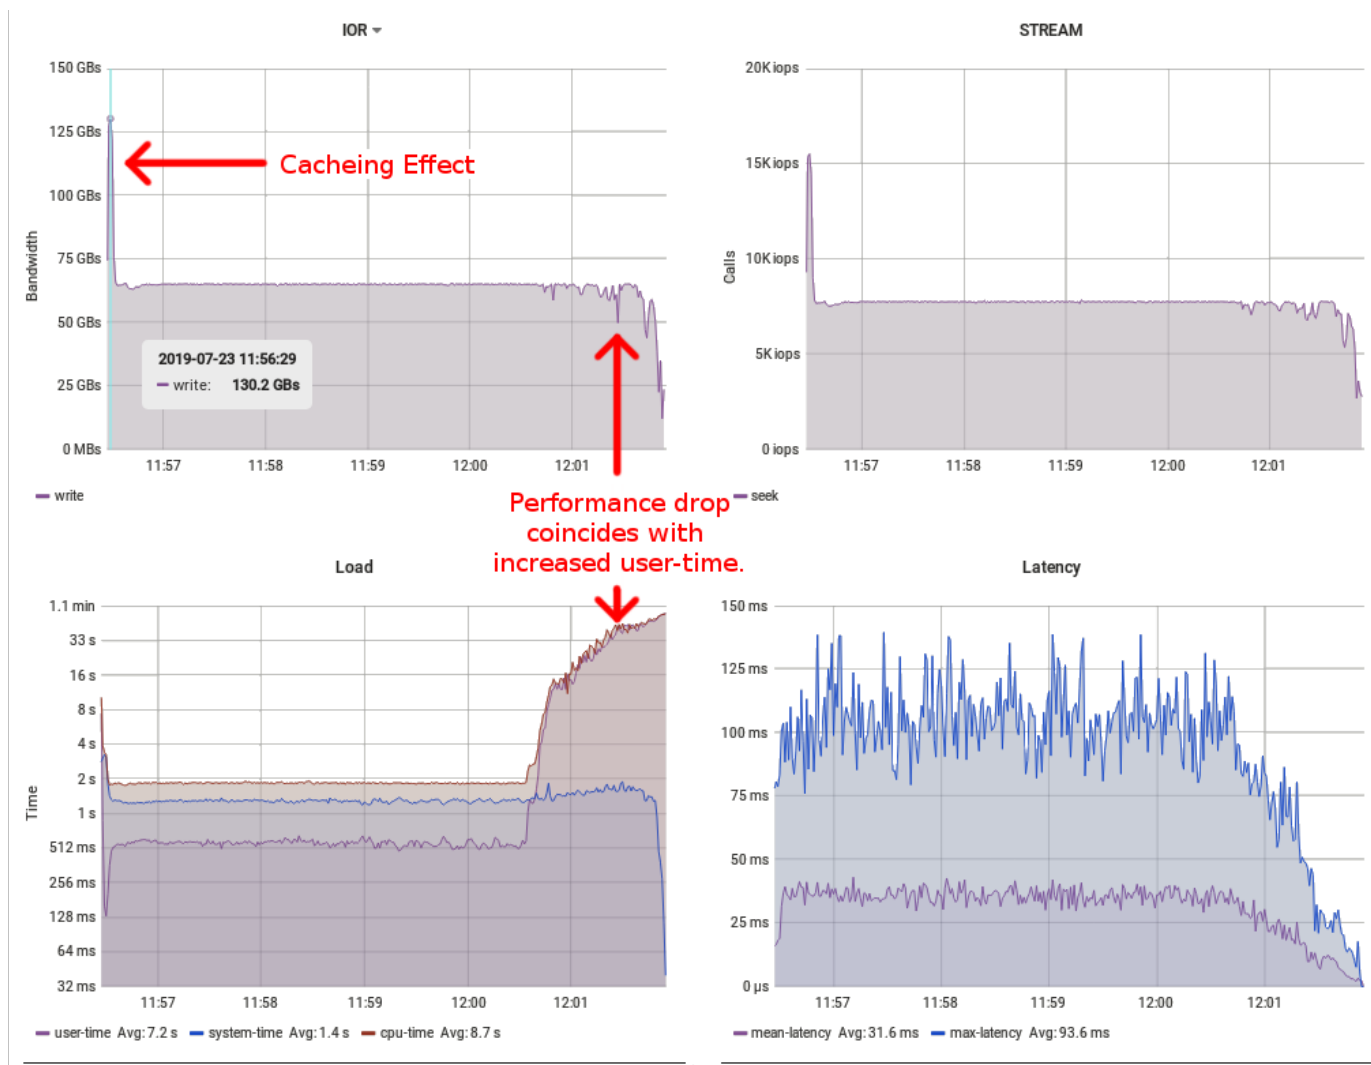 IOR
150 GBs
125 GBs
100 GBs
75 GBs
50 GBs
25 GBs
0 MBs
Bandwidth
Cacheing Effect
2019-07-23 11:56:29
write: 130.2 GBs
11:57 11:58 11:59 12:00 12:01
write
STREAM
20K iops
15K iops
10K iops
5K iops
0 iops
Calls
11:57 11:58 11:59 12:00 12:01
seek
Performance drop
coincides with
increased user-time.
Load
1.1 min
33 s
16 s
8 s
4 s
2 s
1 s
512 ms
256 ms
128 ms
64 ms
32 ms
Time
11:57 11:58 11:59 12:00 12:01
user-time Avg: 7.2 s system-time Avg: 1.4 s cpu-time Avg: 8.7 s
Latency
150 ms
125 ms
100 ms
75 ms
50 ms
25 ms
0 µs
11:57 11:58 11:59 12:00 12:01
mean-latency Avg: 31.6 ms max-latency Avg: 93.6 ms